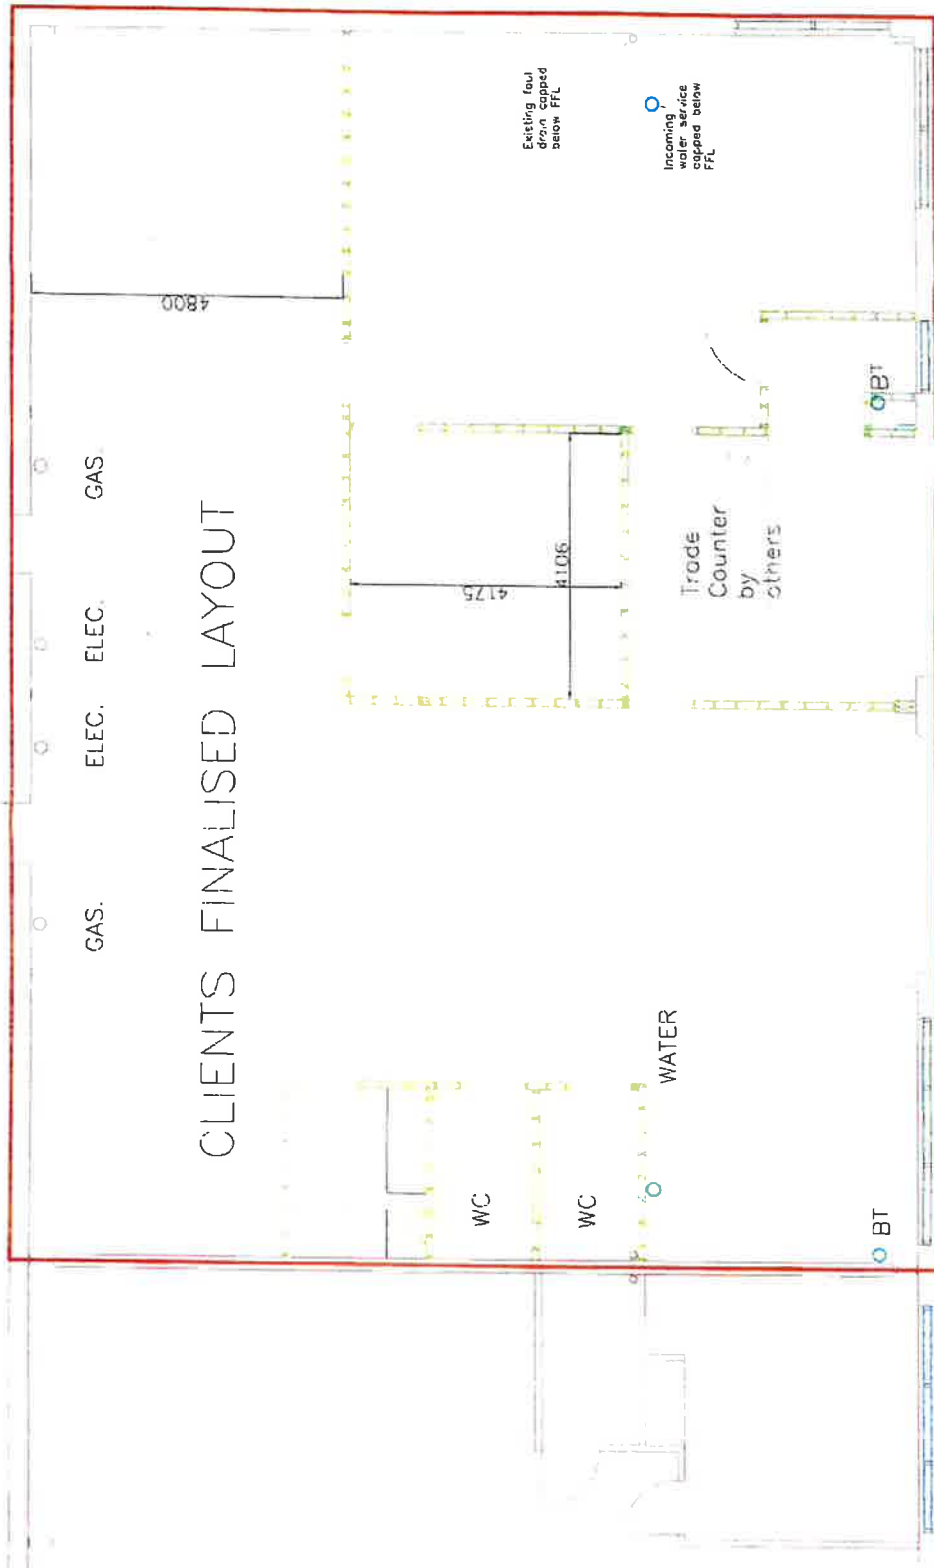 Existing foul
drain capped
below FFL
Incoming
water service
capped below
FFL
4800
GAS.
ELEC.
ELEC.
GAS.
CLIENTS FINALISED LAYOUT
4175
4106
Trade
Counter
by
others
BT
WATER
WC
WC
BT